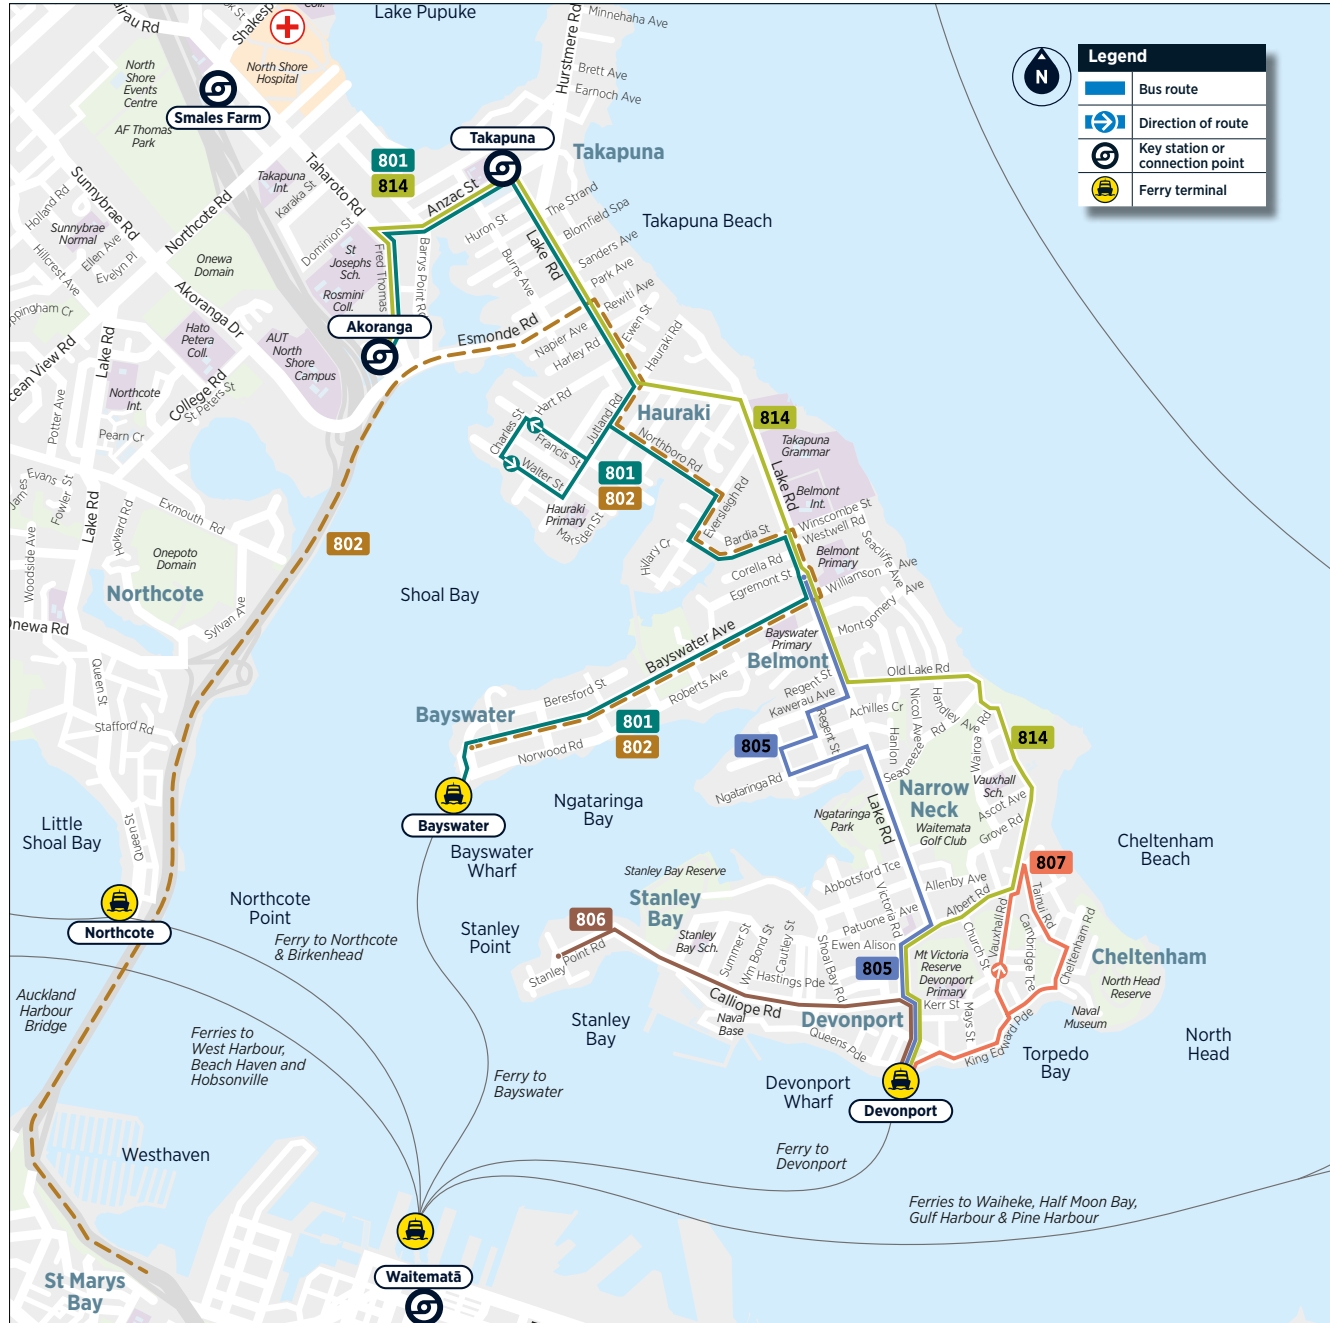 Lake Pupuke
Minnehaha Ave
Hurstmere Rd
Brett Ave
Earnoch Ave
North Shore
Hospital
North
Shore
Events
Centre
AF Thomas
Park
Smales Farm
Legend
N
Bus route
Direction of route
Key station or
connection point
Ferry terminal
Takapuna
Takapuna
801
814
Anzac St
Taharoto Rd
Takapuna
Int.
Karaka St
Sunnybrae Rd
Holland Rd
Sunnybrae
Normal
Northcote Rd
Ellen Ave
Evelyn Pl
Hillcrest Ave
Dominion St
St
Josephs
Sch.
Rosmini
Coll.
Fred Thomas
Barrys Point Rd
Huron St
Burns Ave
Lake Rd
The Strand
Blomfield Spa
Sanders Ave
Park Ave
Rewiti Ave
Takapuna Beach
Onewa
Domain
Akoranga Dr
Akoranga
Esmonde Rd
Napier Ave
Harley Rd
Ewen St
Hauraki Rd
Hato
Petera
Coll.
AUT
North
Shore
Campus
Lake Rd
College Rd
St Peters St
Northcote
Int.
Potter Ave
Pearn Cr
Hart Rd
Charles St
Francis St
Walter St
Jutland Rd
Hauraki
Northboro Rd
814
Takapuna
Grammar
Lake Rd
801
802
Hauraki
Primary
Marsden St
Eversleigh Rd
Belmont
Int.
Evans
Fowler St
Lake Rd
Howard Rd
Exmouth Rd
Woodside Ave
Onepoto
Domain
802
Hilary Cr
Bardia St
Winscombe St
Westwell Rd
Belmont
Primary
Seacliffe Ave
Williamson Ave
Corella Rd
Egremont St
Northcote
Shoal Bay
Sylvan Ave
Montgomery Ave
Bayswater
Primary
Bayswater Ave
Belmont
Queen St
Stafford Rd
Beresford St
Roberts Ave
Regent St
Kawerau Ave
Old Lake Rd
Achilles Cr
Niccol Ave
Handley Ave
Bayswater
801
802
Norwood Rd
805
Regent St
Hanlon
Seabreeze Rd
Wairoa Rd
814
Ngataringa Rd
Narrow
Neck
Vauxhall
Sch.
Ascot Ave
Grove Rd
Bayswater
Bayswater
Wharf
Ngataringa
Bay
Ngataringa
Park
Lake Rd
Waitemata
Golf Club
Little
Shoal Bay
Queen St
Cheltenham
Beach
807
Stanley Bay Reserve
Abbotsford Tce
Allenby Ave
Albert Rd
Tainui Rd
Northcote
Northcote
Point
Ferry to Northcote
& Birkenhead
Stanley
Bay
806
Stanley
Point
Stanley
Bay Sch.
Summer St
Wm Bond St
Cautley St
Victoria Rd
Patuone Ave
Ewen Alison
Shoal Bay Rd
Hastings Pde
Stanley Point Rd
Church St
Vauxhall Rd
Cambridge Tce
Cheltenham Rd
Cheltenham
805
Mt Victoria
Reserve
Devonport
Primary
North Head
Reserve
Auckland
Harbour
Bridge
Calliope Rd
Naval
Base
Stanley
Bay
Kerr St
Mays St
Devonport
Queens Pde
Naval
Museum
King Edward Pde
Torpedo
Bay
North
Head
Ferries to
West Harbour,
Beach Haven and
Hobsonville
Ferry to
Bayswater
Devonport
Wharf
Devonport
Westhaven
Ferry to
Devonport
Ferries to Waiheke, Half Moon Bay,
Gulf Harbour & Pine Harbour
Waitematā
St Marys
Bay